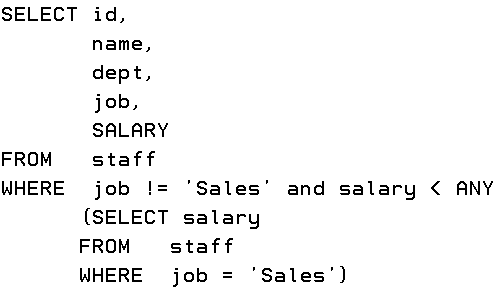 SELECT id,
name,
dept,
job,
SALARY
FROM staff
WHERE job != 'Sales' and salary < ANY
(SELECT salary
FROM staff
WHERE job = 'Sales')